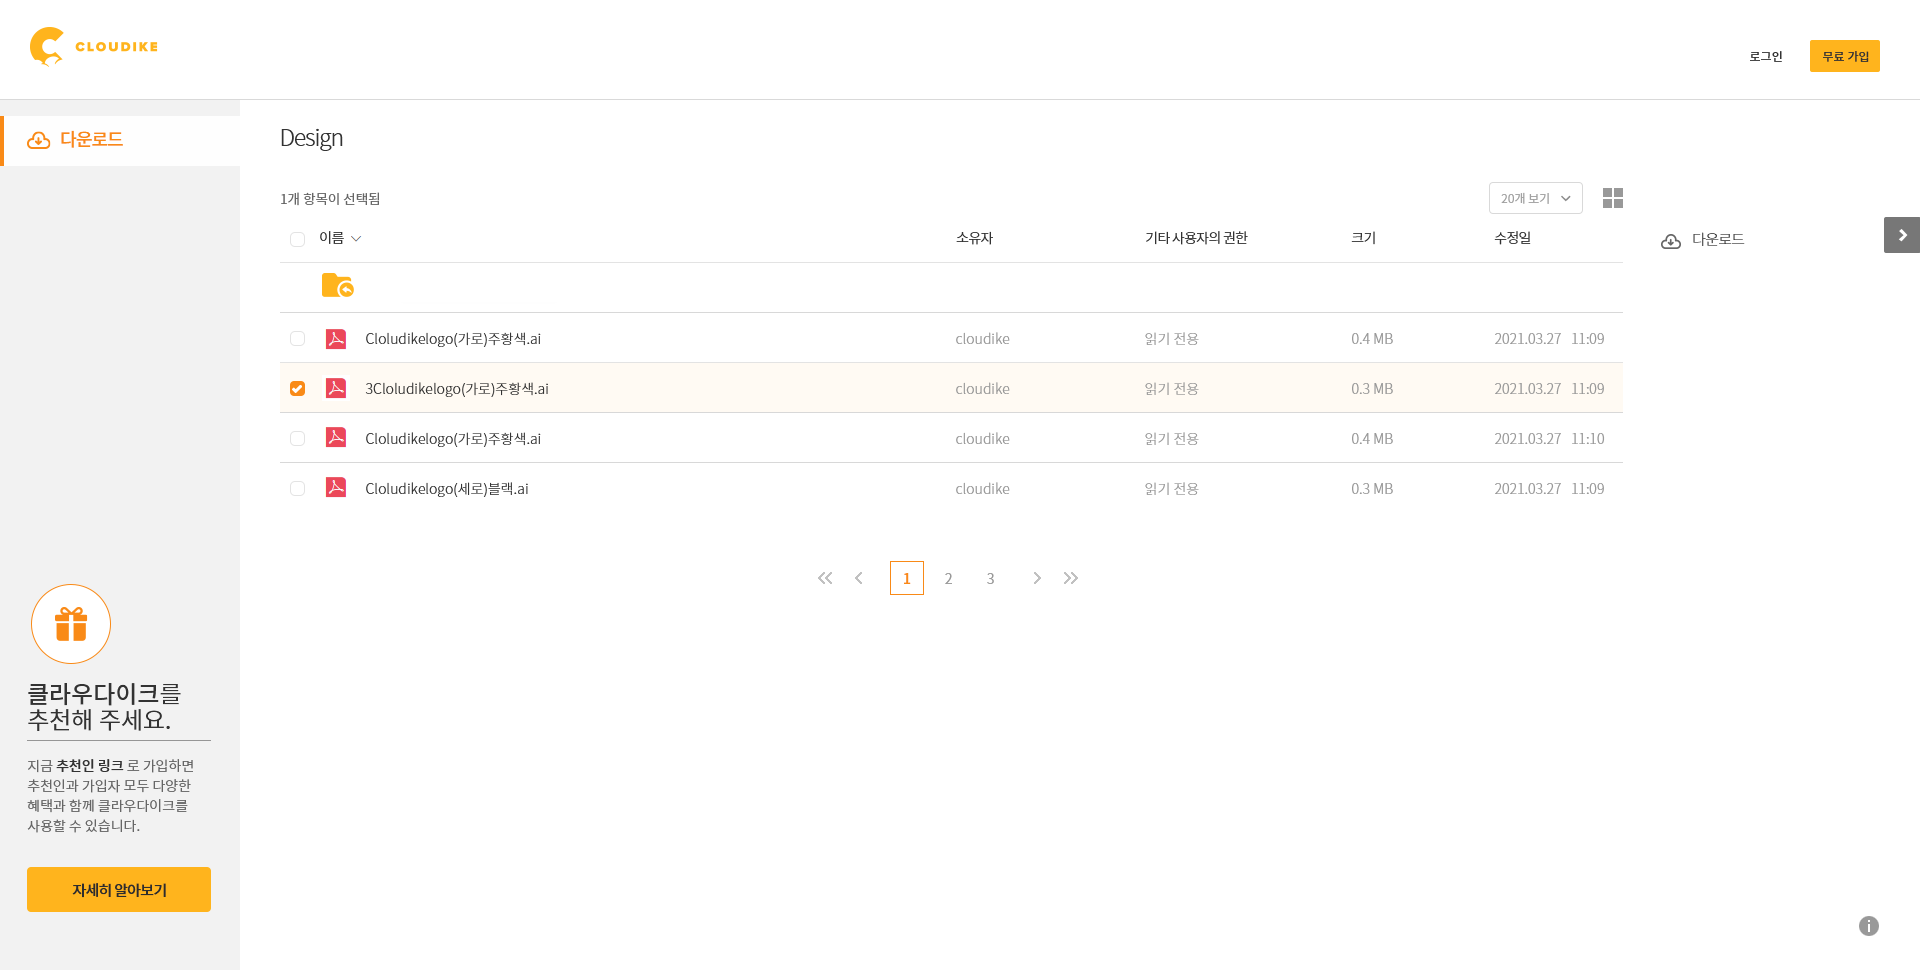 CLOUDIKE
로그인
무료 가입
다운로드
Design
1개 항목이 선택됨
20개 보기
이름 소유자 기타 사용자의 권한 크기 수정일
다운로드
Cloludikelogo(가로)주황색.ai cloudike 읽기 전용 0.4 MB 2021.03.27 11:09
3Cloludikelogo(가로)주황색.ai cloudike 읽기 전용 0.3 MB 2021.03.27 11:09
Cloludikelogo(가로)주황색.ai cloudike 읽기 전용 0.4 MB 2021.03.27 11:10
Cloludikelogo(세로)블랙.ai cloudike 읽기 전용 0.3 MB 2021.03.27 11:09
1 2 3
클라우다이크를
추천해 주세요.
지금 추천인 링크 로 가입하면
추천인과 가입자 모두 다양한
혜택과 함께 클라우다이크를
사용할 수 있습니다.
자세히 알아보기